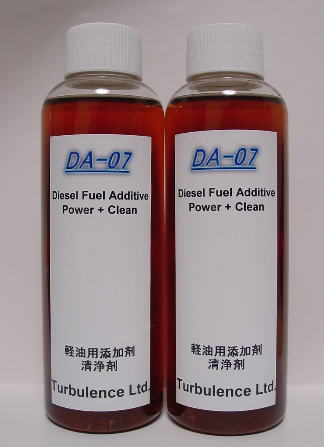 DA-07
Diesel Fuel Additive
Power + Clean
軽油用添加剤
清浄剤
Turbulence Ltd.
DA-07
Diesel Fuel Additive
Power + Clean
軽油用添加剤
清浄剤
Turbulence Ltd.